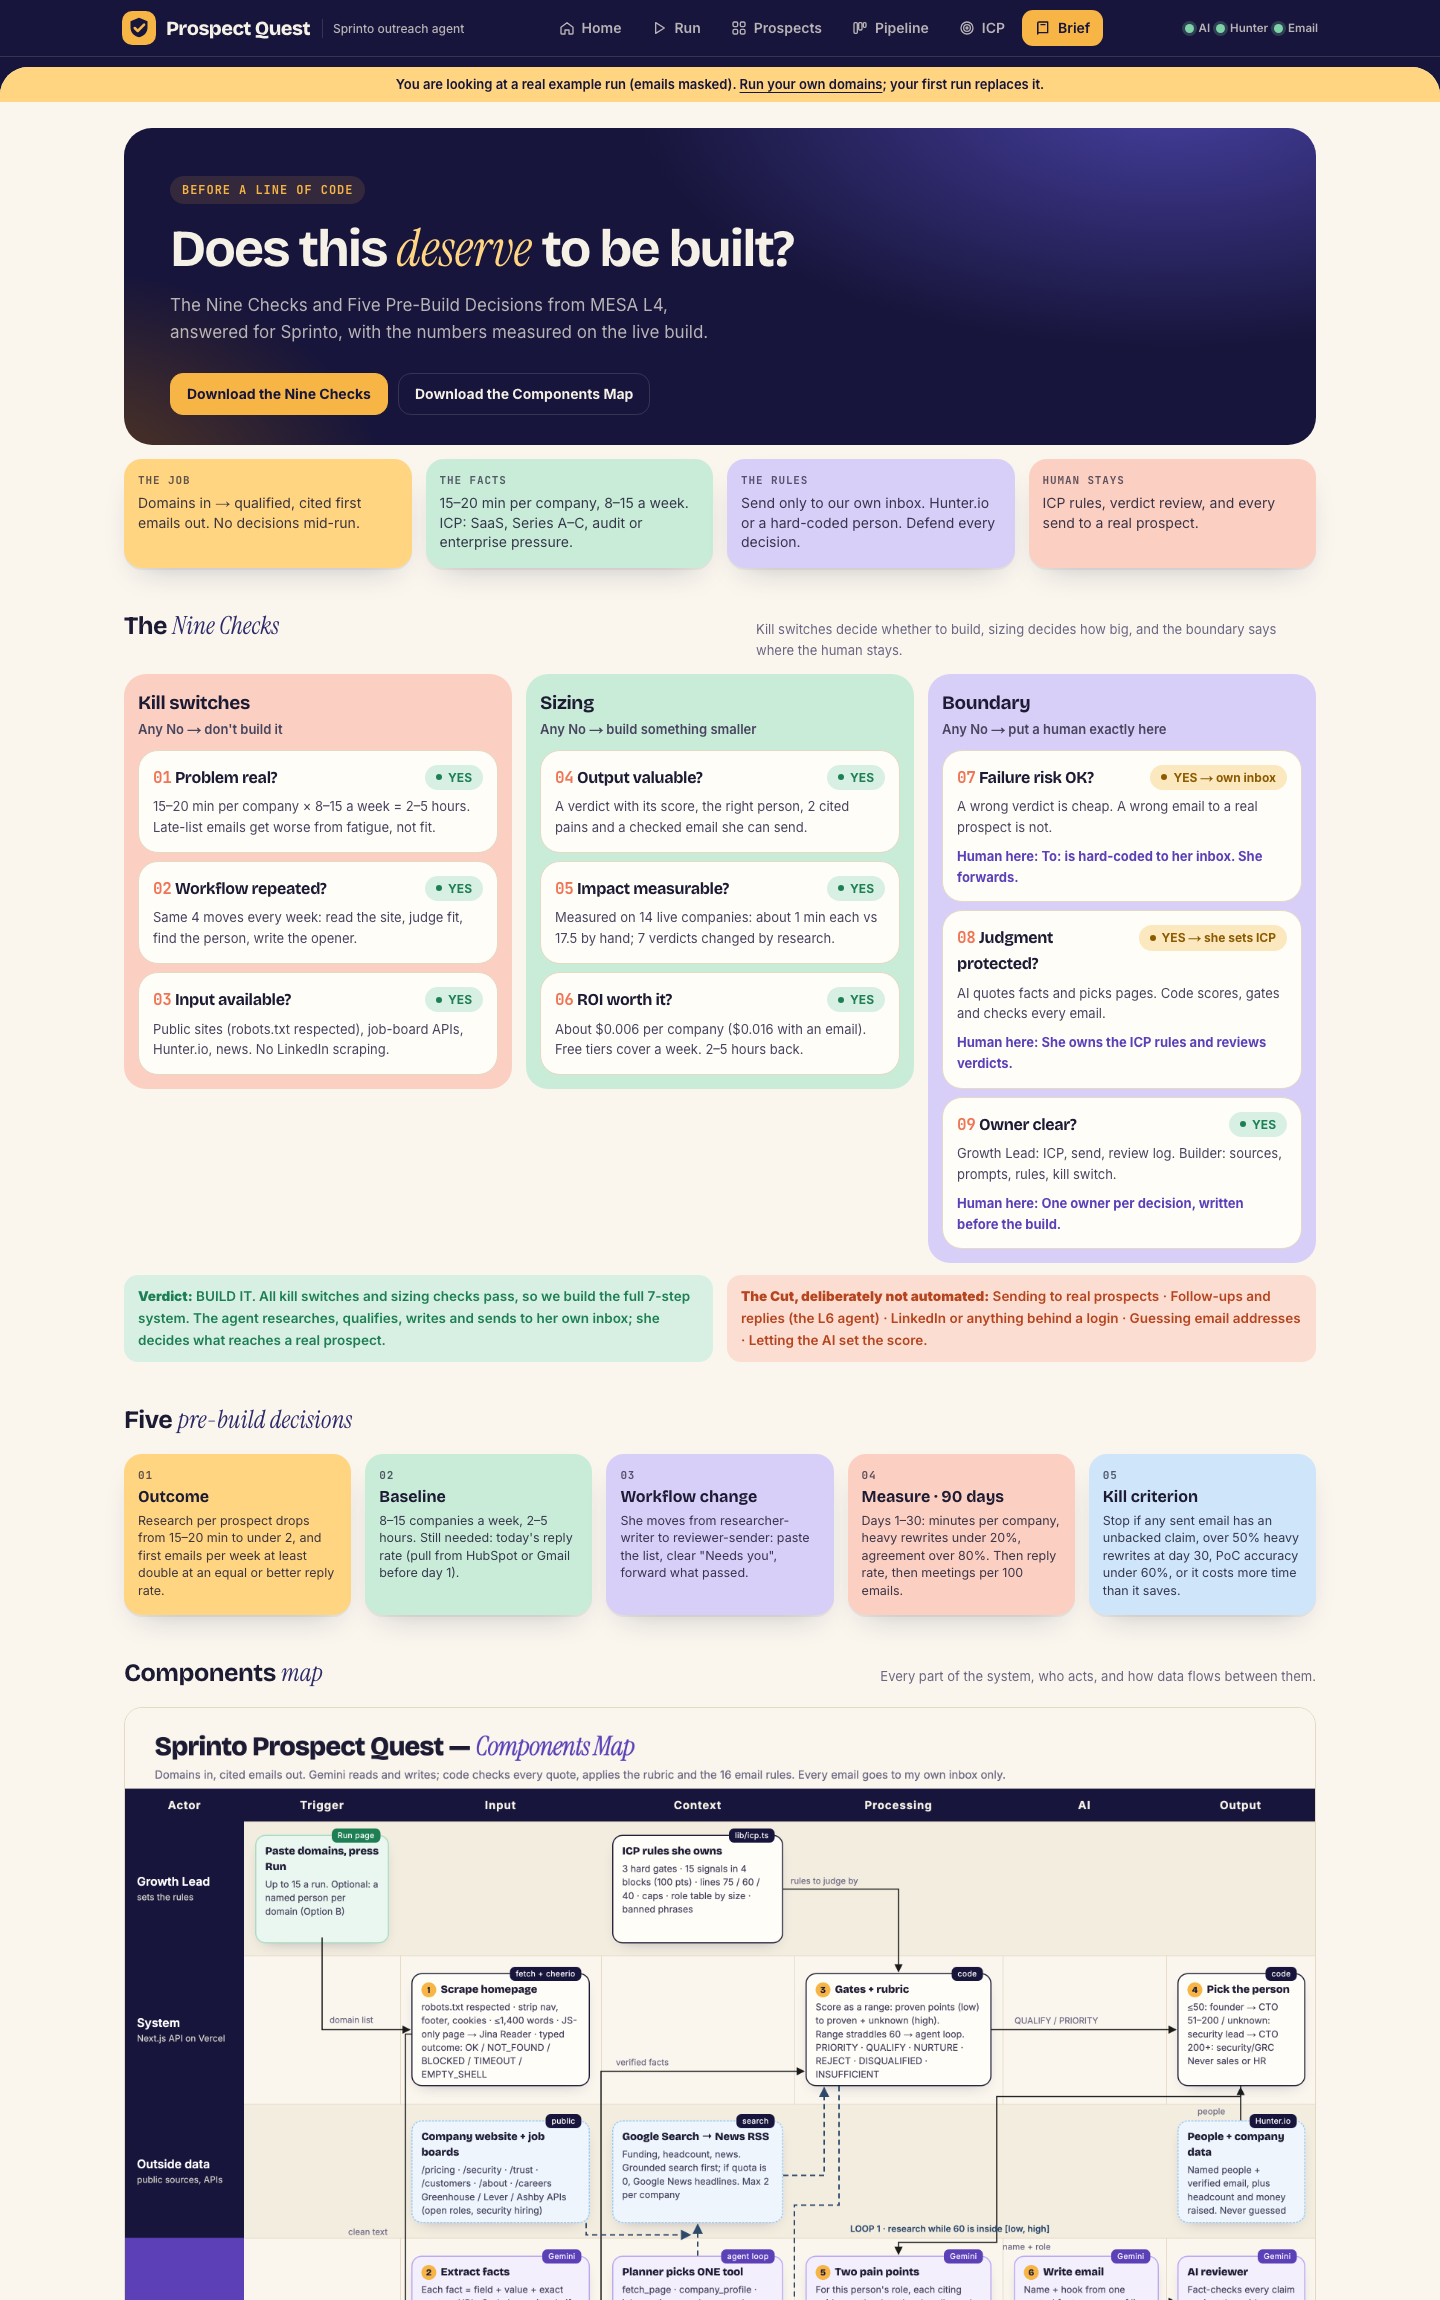 Prospect Quest
Sprinto outreach agent
Home
Run
Prospects
Pipeline
ICP
Brief
AI
Hunter
Email
You are looking at a real example run (emails masked). Run your own domains; your first run replaces it.
BEFORE A LINE OF CODE
Does this deserve to be built?
The Nine Checks and Five Pre-Build Decisions from MESA L4,
answered for Sprinto, with the numbers measured on the live build.
Download the Nine Checks
Download the Components Map
THE JOB
Domains in → qualified, cited first
emails out. No decisions mid-run.
THE FACTS
15–20 min per company, 8–15 a week.
ICP: SaaS, Series A–C, audit or
enterprise pressure.
THE RULES
Send only to our own inbox. Hunter.io
or a hard-coded person. Defend every
decision.
HUMAN STAYS
ICP rules, verdict review, and every
send to a real prospect.
The Nine Checks
Kill switches decide whether to build, sizing decides how big, and the boundary says
where the human stays.
Kill switches
Any No → don't build it
01 Problem real?
YES
15–20 min per company × 8–15 a week = 2–5 hours.
Late-list emails get worse from fatigue, not fit.
02 Workflow repeated?
YES
Same 4 moves every week: read the site, judge fit,
find the person, write the opener.
03 Input available?
YES
Public sites (robots.txt respected), job-board APIs,
Hunter.io, news. No LinkedIn scraping.
Sizing
Any No → build something smaller
04 Output valuable?
YES
A verdict with its score, the right person, 2 cited
pains and a checked email she can send.
05 Impact measurable?
YES
Measured on 14 live companies: about 1 min each vs
17.5 by hand; 7 verdicts changed by research.
06 ROI worth it?
YES
About $0.006 per company ($0.016 with an email).
Free tiers cover a week. 2–5 hours back.
Boundary
Any No → put a human exactly here
07 Failure risk OK?
YES → own inbox
A wrong verdict is cheap. A wrong email to a real
prospect is not.
Human here: To: is hard-coded to her inbox. She
forwards.
08 Judgment
protected?
YES → she sets ICP
AI quotes facts and picks pages. Code scores, gates
and checks every email.
Human here: She owns the ICP rules and reviews
verdicts.
09 Owner clear?
YES
Growth Lead: ICP, send, review log. Builder: sources,
prompts, rules, kill switch.
Human here: One owner per decision, written
before the build.
Verdict: BUILD IT. All kill switches and sizing checks pass, so we build the full 7-step
system. The agent researches, qualifies, writes and sends to her own inbox; she
decides what reaches a real prospect.
The Cut, deliberately not automated: Sending to real prospects · Follow-ups and
replies (the L6 agent) · LinkedIn or anything behind a login · Guessing email addresses
· Letting the AI set the score.
Five pre-build decisions
01
Outcome
Research per prospect drops
from 15–20 min to under 2, and
first emails per week at least
double at an equal or better reply
rate.
02
Baseline
8–15 companies a week, 2–5
hours. Still needed: today's reply
rate (pull from HubSpot or Gmail
before day 1).
03
Workflow change
She moves from researcher-
writer to reviewer-sender: paste
the list, clear "Needs you",
forward what passed.
04
Measure · 90 days
Days 1–30: minutes per company,
heavy rewrites under 20%,
agreement over 80%. Then reply
rate, then meetings per 100
emails.
05
Kill criterion
Stop if any sent email has an
unbacked claim, over 50% heavy
rewrites at day 30, PoC accuracy
under 60%, or it costs more time
than it saves.
Components map
Every part of the system, who acts, and how data flows between them.
Sprinto Prospect Quest — Components Map
Domains in, cited emails out. Gemini reads and writes; code checks every quote, applies the rubric and the 16 email rules. Every email goes to my own inbox only.
Actor
Trigger
Input
Context
Processing
AI
Output
Growth Lead
sets the rules
Run page
Paste domains, press
Run
Up to 15 a run. Optional: a
named person per
domain (Option B)
lib/icp.ts
ICP rules she owns
3 hard gates · 15 signals in 4
blocks (100 pts) · lines 75 / 60 /
40 · caps · role table by size ·
banned phrases
rules to judge by
System
Next.js API on Vercel
domain list
fetch + cheerio
1 Scrape homepage
robots.txt respected · strip nav,
footer, cookies · ≤1,400 words · JS-
only page → Jina Reader · typed
outcome: OK / NOT_FOUND /
BLOCKED / TIMEOUT /
EMPTY_SHELL
verified facts
code
3 Gates + rubric
Score as a range: proven points (low)
to proven + unknown (high).
Range straddles 60 → agent loop.
PRIORITY · QUALIFY · NURTURE ·
REJECT · DISQUALIFIED ·
INSUFFICIENT
QUALIFY / PRIORITY
code
4 Pick the person
≤50: founder → CTO
51–200 / unknown:
security lead → CTO
200+: security/GRC
Never sales or HR
Outside data
public sources, APIs
public
Company website + job
boards
/pricing · /security · /trust ·
/customers · /about · /careers
Greenhouse / Lever / Ashby APIs
(open roles, security hiring)
search
Google Search → News RSS
Funding, headcount, news.
Grounded search first; if quota is
0, Google News headlines. Max 2
per company
people
Hunter.io
People + company
data
Named people +
verified email, plus
headcount and money
raised. Never guessed
clean text
LOOP 1 · research while 60 is inside [low, high]
name + role
Gemini
2 Extract facts
Each fact = field + value + exact
agent loop
Planner picks ONE tool
fetch_page · company_profile ·
Gemini
5 Two pain points
For this person's role, each citing
Gemini
6 Write email
Name + hook from one
Gemini
AI reviewer
Fact-checks every claim